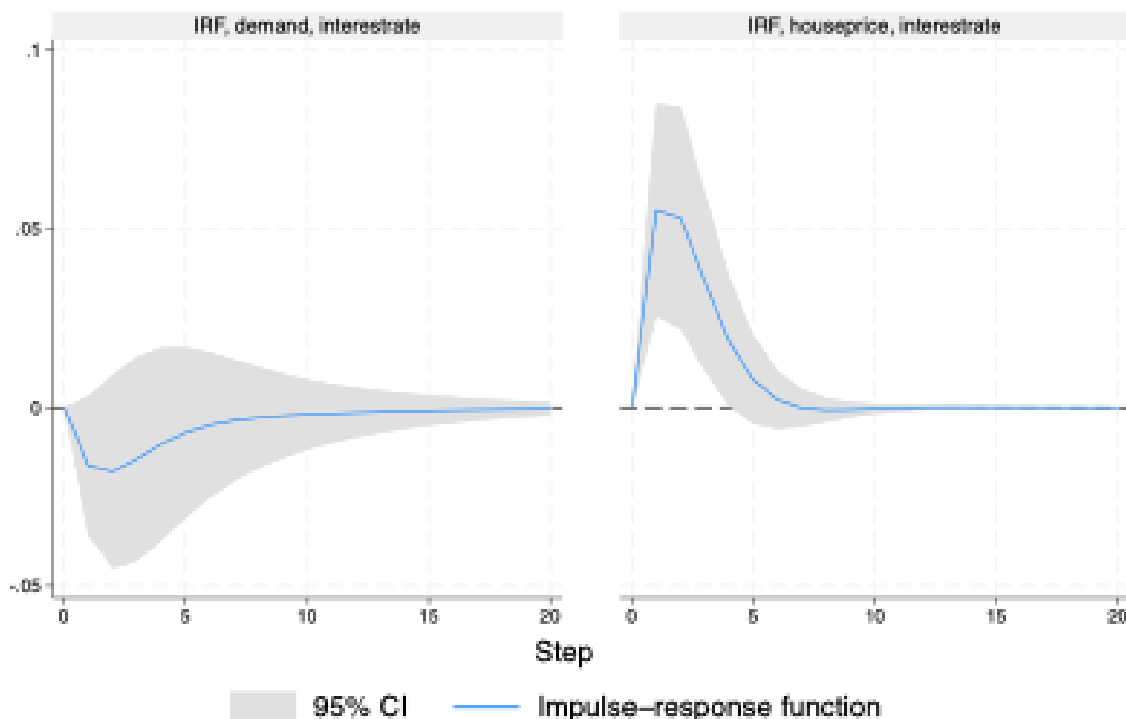 IRF, demand, interestrate
IRF, houseprice, interestrate
.1
.05
0
-.05
0 5 10 15 20
0 5 10 15 20
Step
95% CI
Impulse-response function